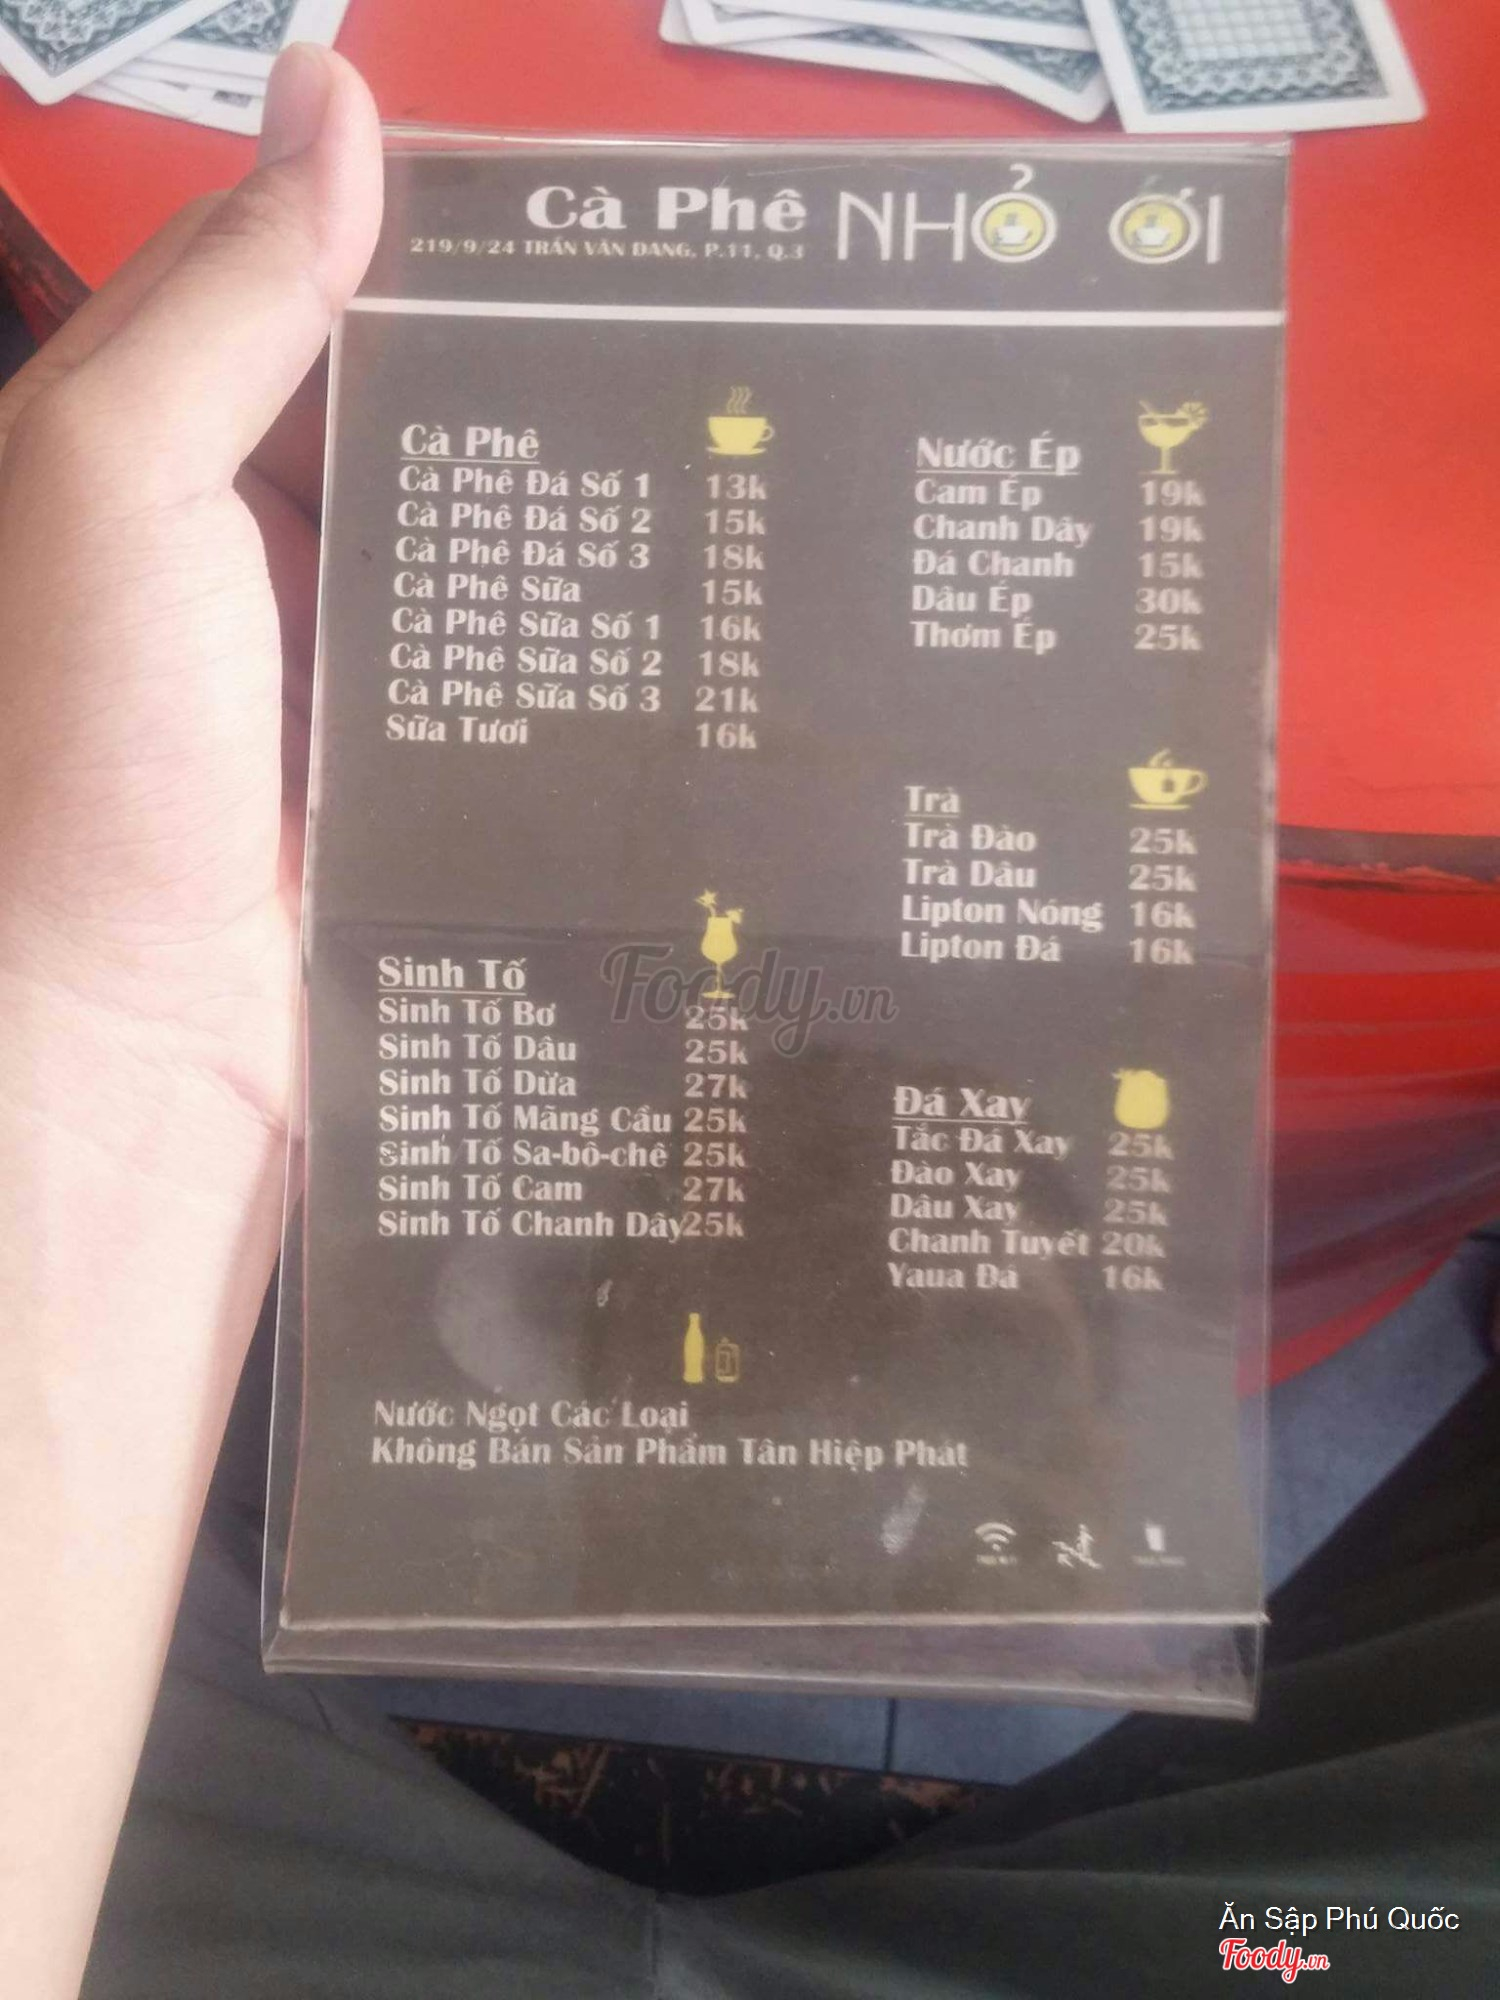 Cà Phê NHỎ ƠI
219/9/24 TRẦN VĂN ĐANG, P.11, Q.3
Cà Phê
Cà Phê Đá Số 1 13k
Cà Phê Đá Số 2 15k
Cà Phê Đá Số 3 18k
Cà Phê Sữa 15k
Cà Phê Sữa Số 1 16k
Cà Phê Sữa Số 2 18k
Cà Phê Sữa Số 3 21k
Sữa Tươi 16k
Sinh Tố
Sinh Tố Bơ 25k
Sinh Tố Dâu 25k
Sinh Tố Dừa 27k
Sinh Tố Mãng Cầu 25k
Sinh Tố Sa-bô-chê 25k
Sinh Tố Cam 27k
Sinh Tố Chanh Dây 25k
Nước Ép
Cam Ép 19k
Chanh Dây 19k
Đá Chanh 15k
Dâu Ép 30k
Thơm Ép 25k
Trà
Trà Đào 25k
Trà Dâu 25k
Lipton Nóng 16k
Lipton Đá 16k
Đá Xay
Tắc Đá Xay 25k
Đào Xay 25k
Dâu Xay 25k
Chanh Tuyết 20k
Yaua Đá 16k
Nước Ngọt Các Loại
Không Bán Sản Phẩm Tân Hiệp Phát
Foody.vn
Ăn Sập Phú Quốc
Foody.vn